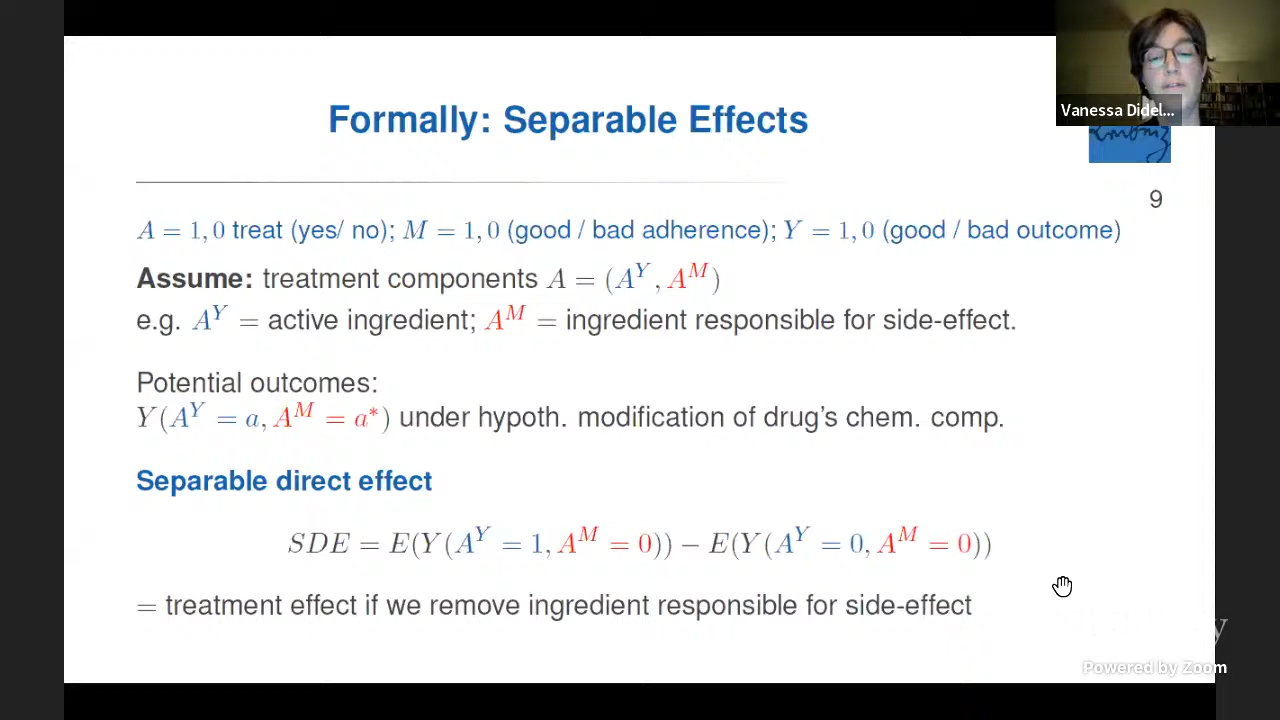 Vanessa Didel...
Formally: Separable Effects
9
A = 1, 0 treat (yes/ no); M = 1, 0 (good / bad adherence); Y = 1, 0 (good / bad outcome)
Assume: treatment components A = (A^Y, A^M)
e.g. A^Y = active ingredient; A^M = ingredient responsible for side-effect.
Potential outcomes:
Y(A^Y = a, A^M = a*) under hypoth. modification of drug's chem. comp.
Separable direct effect
SDE = E(Y(A^Y = 1, A^M = 0)) − E(Y(A^Y = 0, A^M = 0))
= treatment effect if we remove ingredient responsible for side-effect
Powered by Zoom